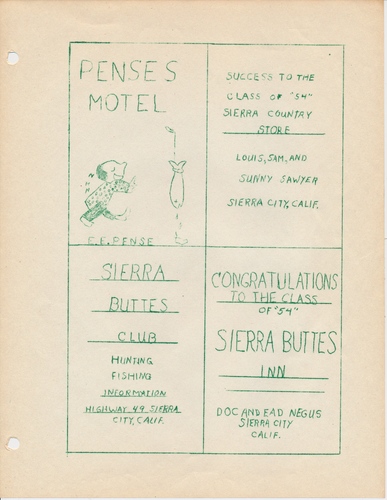 PENSES
MOTEL
E.E. PENSE
SUCCESS TO THE
CLASS OF "54"
SIERRA COUNTRY
STORE
LOUIS, SAM, AND
SUNNY SAWYER
SIERRA CITY, CALIF.
SIERRA
BUTTES
CLUB
HUNTING
FISHING
INFORMATION
HIGHWAY 49 SIERRA
CITY, CALIF.
CONGRATULATIONS
TO THE CLASS
OF "54"
SIERRA BUTTES
INN
DOC AND EAD NEGUS
SIERRA CITY
CALIF.